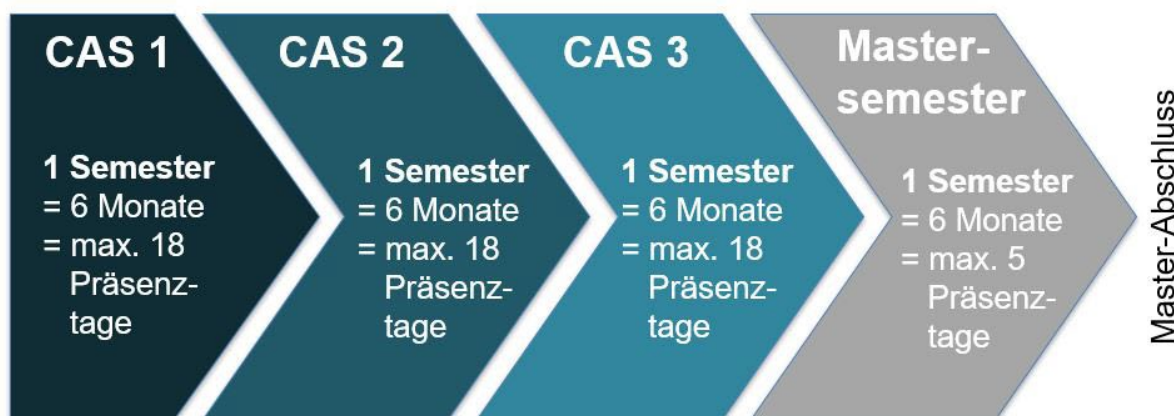 CAS 1
1 Semester
= 6 Monate
= max. 18
Präsenz-
tage
CAS 2
1 Semester
= 6 Monate
= max. 18
Präsenz-
tage
CAS 3
1 Semester
= 6 Monate
= max. 18
Präsenz-
tage
Master-
semester
1 Semester
= 6 Monate
= max. 5
Präsenz-
tage
Master-Abschluss